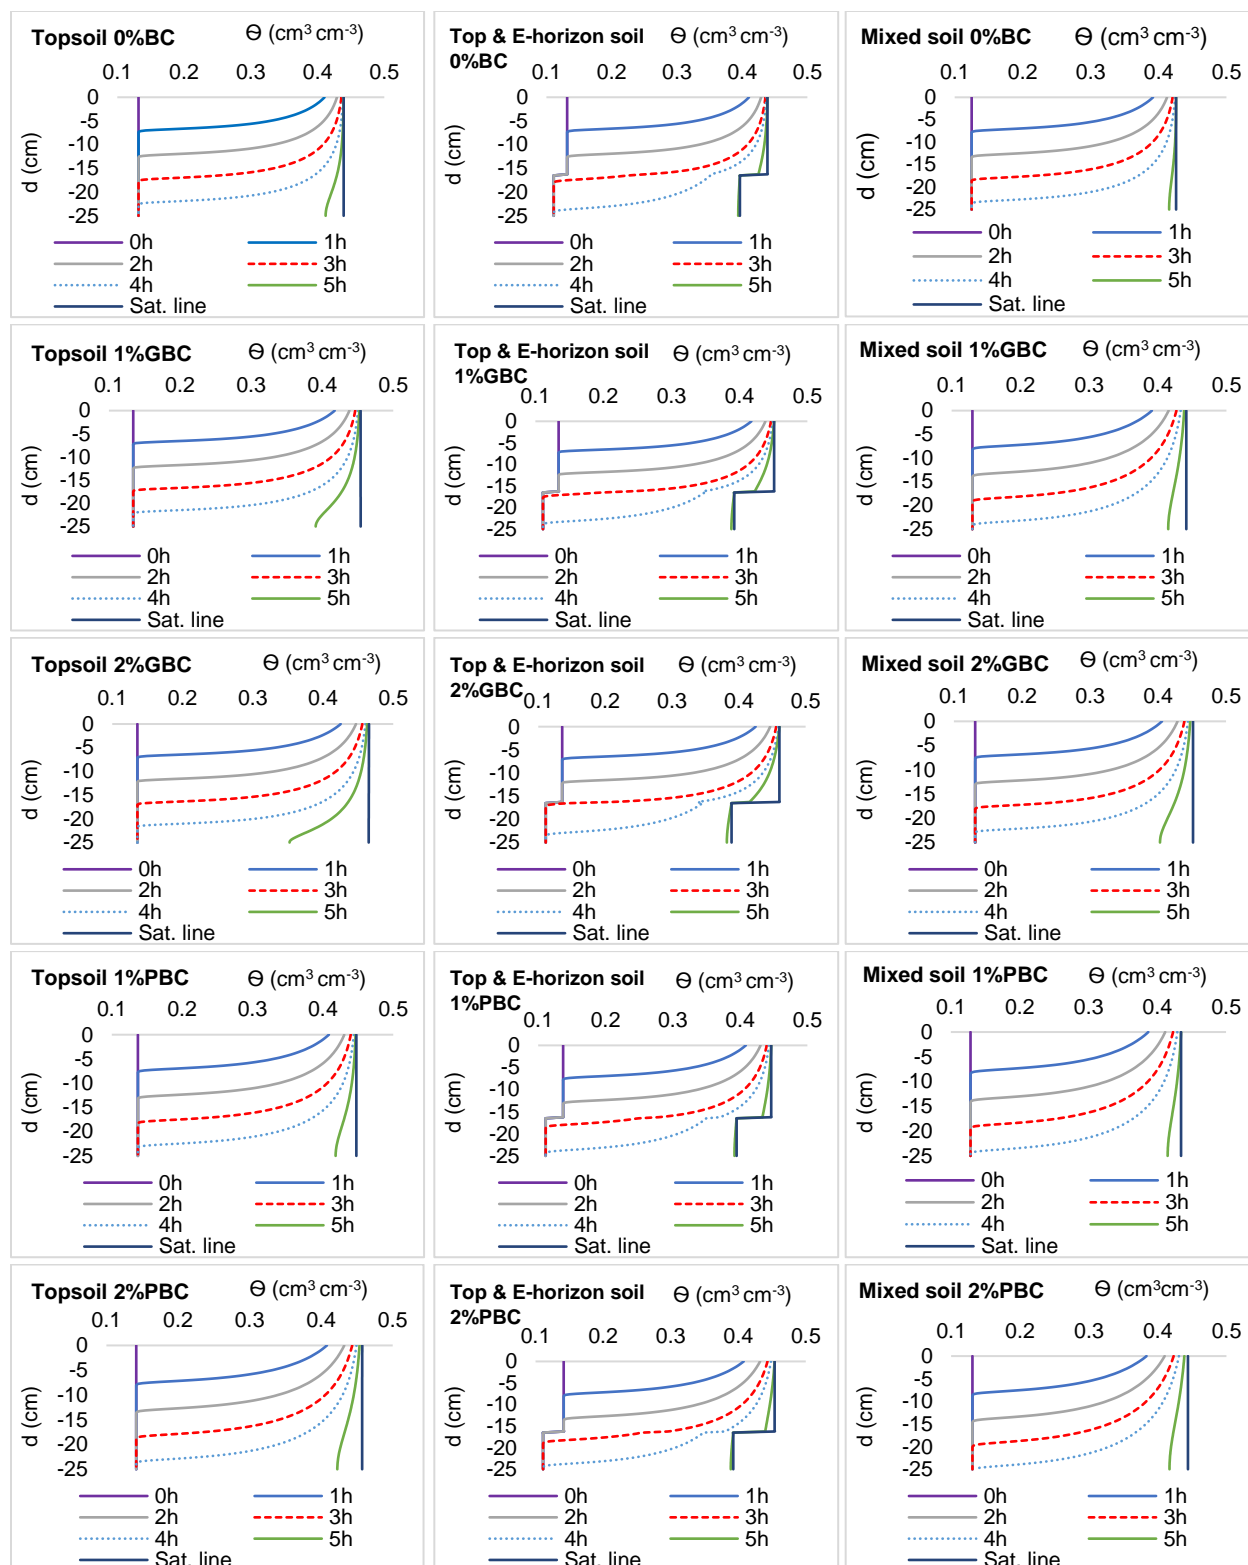 Topsoil 0%BC Ꮎ (cm³ cm⁻³)
0.1 0.2 0.3 0.4 0.5
0
-5
-10
-15
-20
-25
d (cm)
0h 1h
2h 3h
4h 5h
Sat. line
Top & E-horizon soil Ꮎ (cm³ cm⁻³)
0%BC
0.1 0.2 0.3 0.4 0.5
0
-5
-10
-15
-20
-25
d (cm)
0h 1h
2h 3h
4h 5h
Sat. line
Mixed soil 0%BC Ꮎ (cm³ cm⁻³)
0.1 0.2 0.3 0.4 0.5
0
-5
-10
-15
-20
-25
d (cm)
0h 1h
2h 3h
4h 5h
Sat. line
Topsoil 1%GBC Ꮎ (cm³ cm⁻³)
0.1 0.2 0.3 0.4 0.5
0
-5
-10
-15
-20
-25
d (cm)
0h 1h
2h 3h
4h 5h
Sat. line
Top & E-horizon soil Ꮎ (cm³ cm⁻³)
1%GBC
0.1 0.2 0.3 0.4 0.5
0
-5
-10
-15
-20
-25
d (cm)
0h 1h
2h 3h
4h 5h
Sat. line
Mixed soil 1%GBC Ꮎ (cm³ cm⁻³)
0.1 0.2 0.3 0.4 0.5
0
-5
-10
-15
-20
-25
d (cm)
0h 1h
2h 3h
4h 5h
Sat. line
Topsoil 2%GBC Ꮎ (cm³ cm⁻³)
0.1 0.2 0.3 0.4 0.5
0
-5
-10
-15
-20
-25
d (cm)
0h 1h
2h 3h
4h 5h
Sat. line
Top & E-horizon soil Ꮎ (cm³ cm⁻³)
2%GBC
0.1 0.2 0.3 0.4 0.5
0
-5
-10
-15
-20
-25
d (cm)
0h 1h
2h 3h
4h 5h
Sat. line
Mixed soil 2%GBC Ꮎ (cm³ cm⁻³)
0.1 0.2 0.3 0.4 0.5
0
-5
-10
-15
-20
-25
d (cm)
0h 1h
2h 3h
4h 5h
Sat. line
Topsoil 1%PBC Ꮎ (cm³ cm⁻³)
0.1 0.2 0.3 0.4 0.5
0
-5
-10
-15
-20
-25
d (cm)
0h 1h
2h 3h
4h 5h
Sat. line
Top & E-horizon soil Ꮎ (cm³ cm⁻³)
1%PBC
0.1 0.2 0.3 0.4 0.5
0
-5
-10
-15
-20
-25
d (cm)
0h 1h
2h 3h
4h 5h
Sat. line
Mixed soil 1%PBC Ꮎ (cm³ cm⁻³)
0.1 0.2 0.3 0.4 0.5
0
-5
-10
-15
-20
-25
d (cm)
0h 1h
2h 3h
4h 5h
Sat. line
Topsoil 2%PBC Ꮎ (cm³ cm⁻³)
0.1 0.2 0.3 0.4 0.5
0
-5
-10
-15
-20
-25
d (cm)
0h 1h
2h 3h
4h 5h
Sat. line
Top & E-horizon soil Ꮎ (cm³ cm⁻³)
2%PBC
0.1 0.2 0.3 0.4 0.5
0
-5
-10
-15
-20
-25
d (cm)
0h 1h
2h 3h
4h 5h
Sat. line
Mixed soil 2%PBC Ꮎ (cm³cm⁻³)
0.1 0.2 0.3 0.4 0.5
0
-5
-10
-15
-20
-25
d (cm)
0h 1h
2h 3h
4h 5h
Sat. line